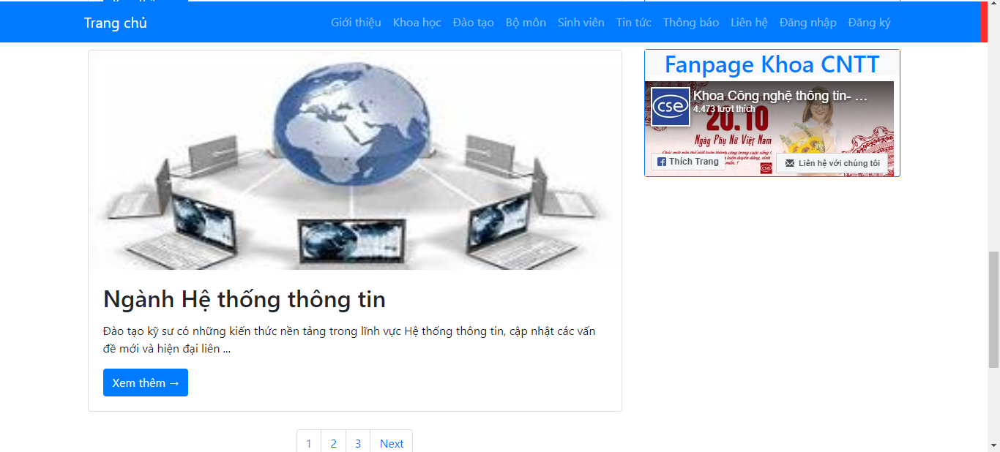 Trang chủ
Giới thiệu Khoa học Đào tạo Bộ môn Sinh viên Tin tức Thông báo Liên hệ Đăng nhập Đăng ký
Ngành Hệ thống thông tin
Đào tạo kỹ sư có những kiến thức nền tảng trong lĩnh vực Hệ thống thông tin, cập nhật các vấn
đề mới và hiện đại liên ...
Xem thêm →
1 2 3 Next
Fanpage Khoa CNTT
cse
Khoa Công nghệ thông tin- ...
4.473 lượt thích
20.10
Ngày Phụ Nữ Việt Nam
Thích Trang
Liên hệ với chúng tôi
cse